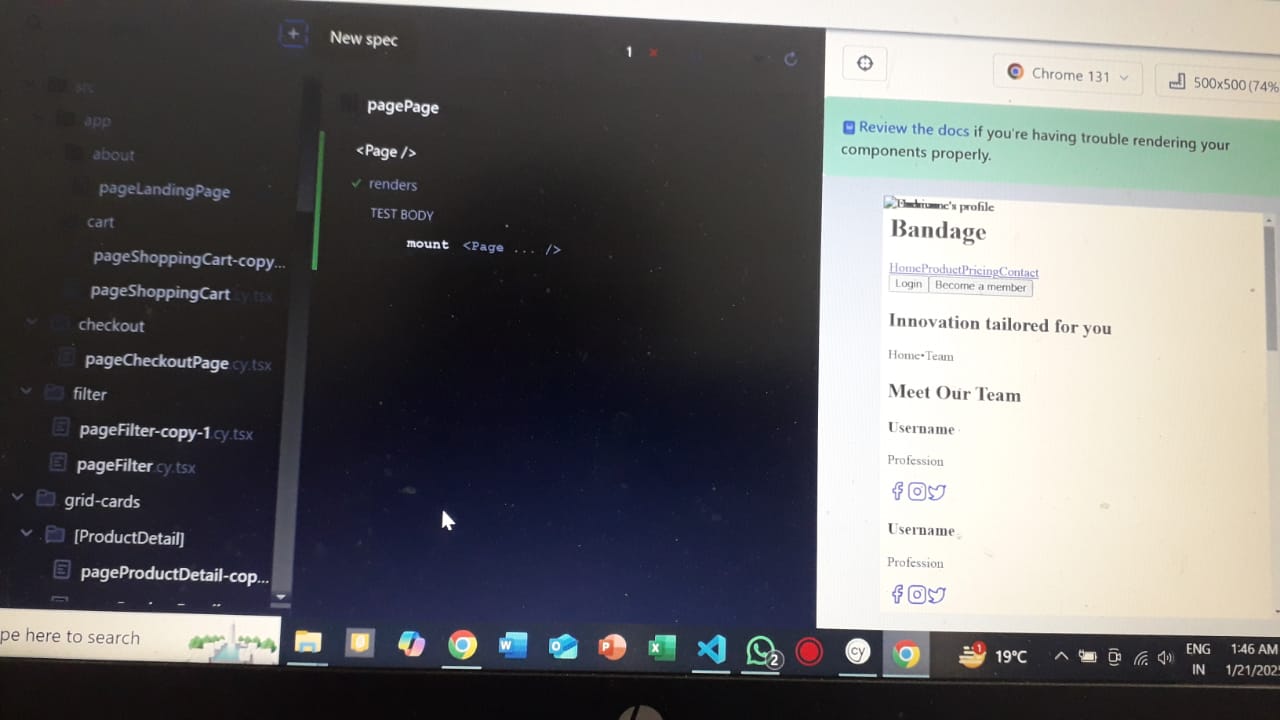 New spec
1
src
app
about
pageLandingPage
cart
pageShoppingCart-copy...
pageShoppingCart.cy.tsx
checkout
pageCheckoutPage.cy.tsx
filter
pageFilter-copy-1.cy.tsx
pageFilter.cy.tsx
grid-cards
[ProductDetail]
pageProductDetail-cop...
pagePage
<Page />
renders
TEST BODY
mount <Page ... />
Chrome 131
500x500 (74%
Review the docs if you're having trouble rendering your
components properly.
's profile
Bandage
HomeProductPricingContact
Login Become a member
Innovation tailored for you
Home•Team
Meet Our Team
Username
Profession
Username
Profession
pe here to search
2
cy
1
19°C
ENG
IN
1:46 AM
1/21/202